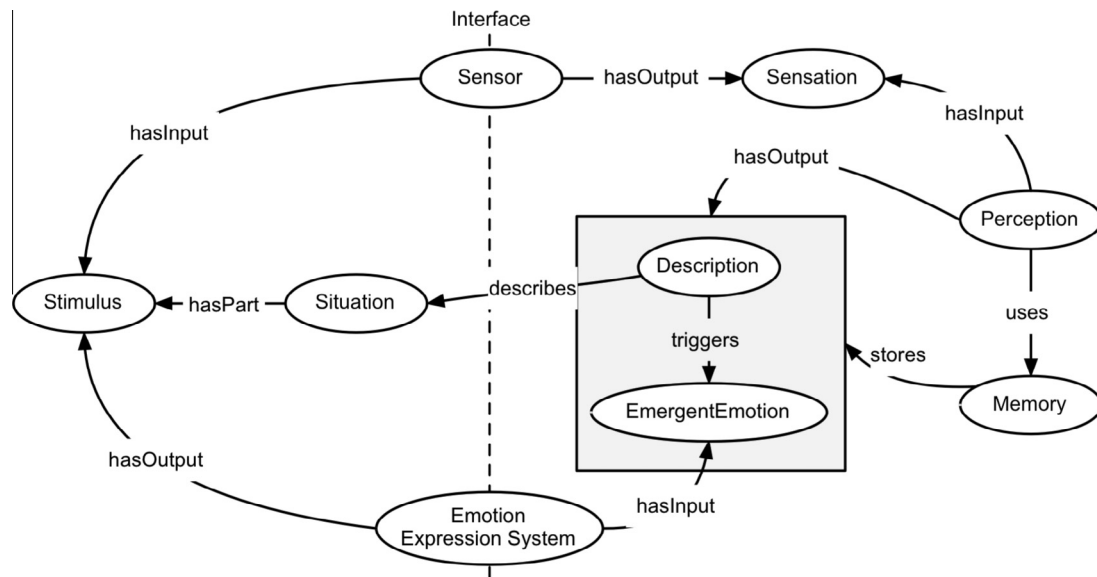 Interface
Sensor
hasOutput
Sensation
hasInput
hasInput
hasOutput
Perception
Description
describes
Stimulus
hasPart
Situation
uses
triggers
stores
EmergentEmotion
Memory
hasOutput
hasInput
Emotion
Expression System